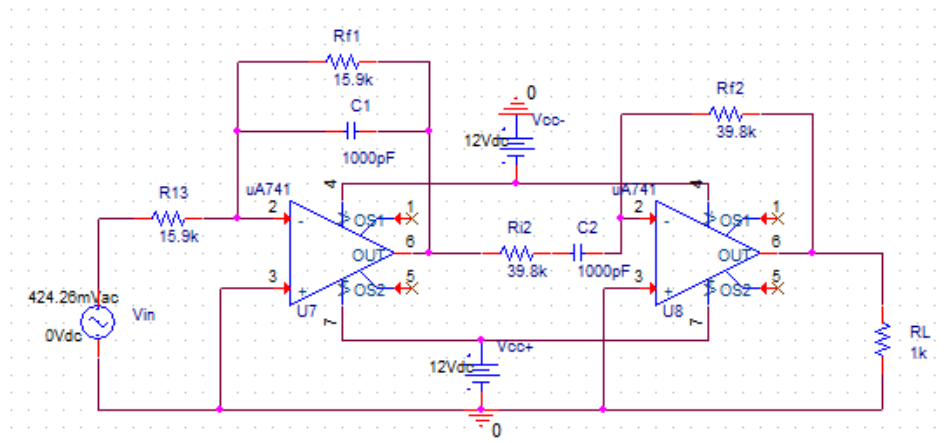 Rf1
15.9k
C1
1000pF
0
Vcc-
12Vdc
-
Rf2
39.8k
R13
15.9k
uA741
4
2
-
OS1
1
OUT
6
3
+
OS2
5
U7
7
V
V
Ri2
39.8k
C2
1000pF
uA741
4
2
-
OS1
1
OUT
6
3
+
OS2
5
U8
7
V
V
424.26mVac
0Vdc
Vin
Vcc+
12Vdc
-
0
RL
1k